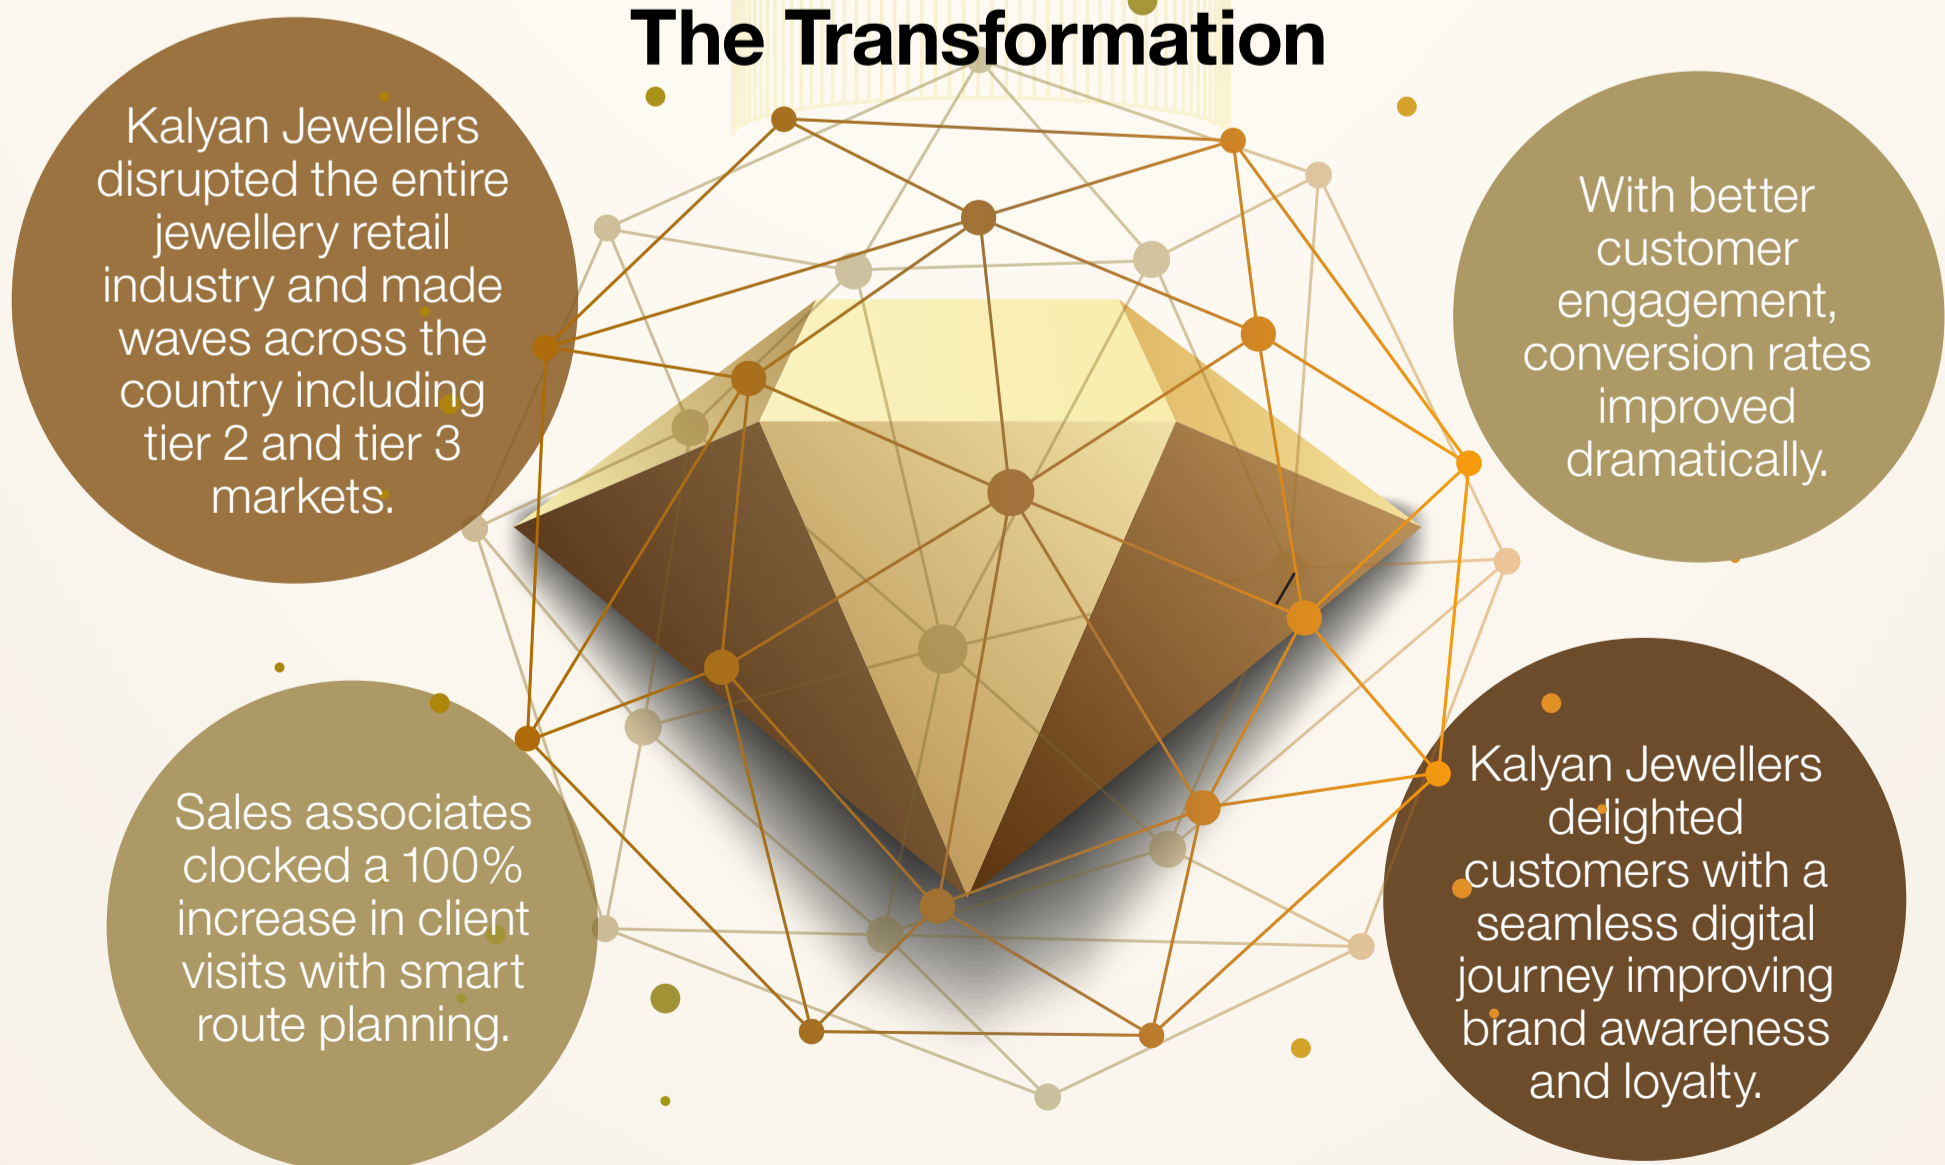 The Transformation
Kalyan Jewellers
disrupted the entire
jewellery retail
industry and made
waves across the
country including
tier 2 and tier 3
markets.
With better
customer
engagement,
conversion rates
improved
dramatically.
Sales associates
clocked a 100%
increase in client
visits with smart
route planning.
Kalyan Jewellers
delighted
customers with a
seamless digital
journey improving
brand awareness
and loyalty.